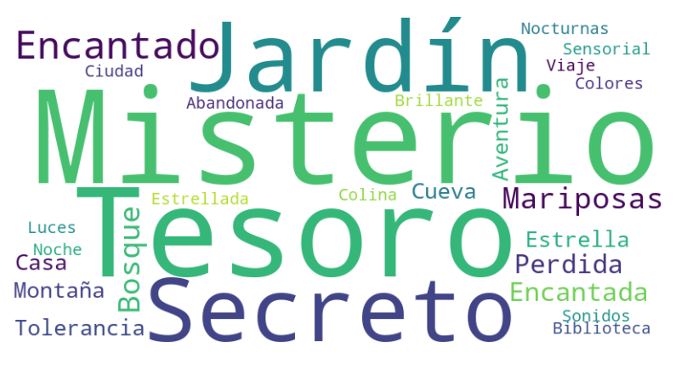 Nocturnas
Encantado
Jardín
Sensorial
Viaje
Ciudad
Colores
Misterio
Abandonada
Brillante
Aventura
Tesoro
Estrellada
Colina
Cueva
Mariposas
Bosque
Luces
Estrella
Noche
Casa
Perdida
Montaña
Secreto
Encantada
Sonidos
Tolerancia
Biblioteca